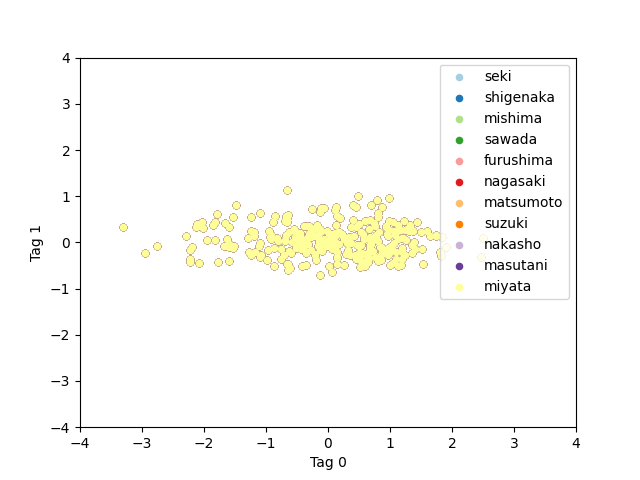 4
3
2
1
0
−1
−2
−3
−4
Tag 1
−4 −3 −2 −1 0 1 2 3 4
Tag 0
seki
shigenaka
mishima
sawada
furushima
nagasaki
matsumoto
suzuki
nakasho
masutani
miyata